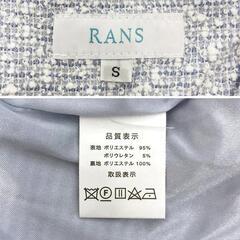 RANS
S
品質表示
表地 ポリエステル 95%
ポリウレタン 5%
裏地 ポリエステル 100%
取扱表示